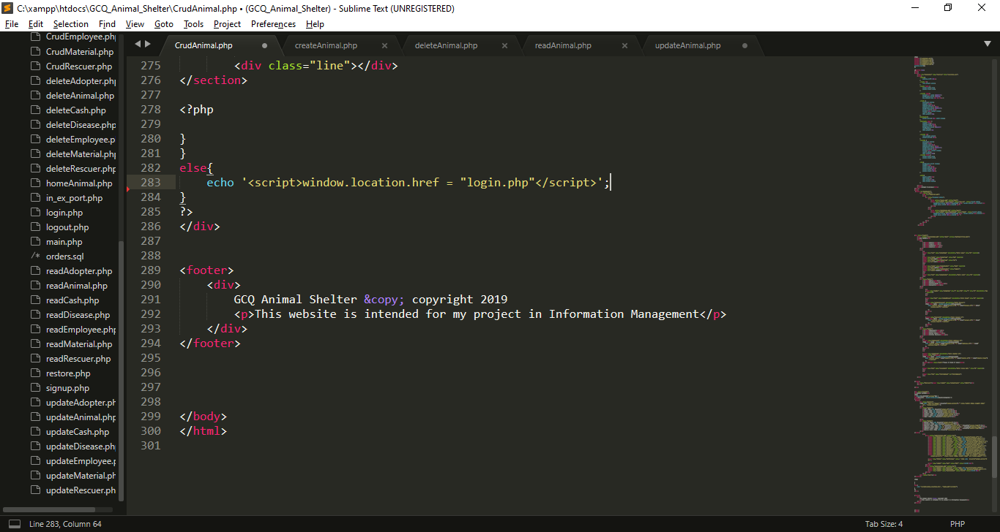 C:\xampp\htdocs\GCQ_Animal_Shelter\CrudAnimal.php • (GCQ_Animal_Shelter) - Sublime Text (UNREGISTERED)
File Edit Selection Find View Goto Tools Project Preferences Help
CrudEmployee.ph
CrudMaterial.php
CrudRescuer.php
deleteAdopter.ph
deleteAnimal.php
deleteCash.php
deleteDisease.php
deleteEmployee.p
deleteMaterial.ph
deleteRescuer.ph
homeAnimal.php
in_ex_port.php
login.php
logout.php
main.php
/* orders.sql
readAdopter.php
readAnimal.php
readCash.php
readDisease.php
readEmployee.php
readMaterial.php
readRescuer.php
restore.php
signup.php
updateAdopter.ph
updateAnimal.php
updateCash.php
updateDisease.ph
updateEmployee.p
updateMaterial.ph
updateRescuer.ph
CrudAnimal.php createAnimal.php deleteAnimal.php readAnimal.php updateAnimal.php
275 <div class="line"></div>
276 </section>
277
278 <?php
279
280 }
281 }
282 else{
283 echo '<script>window.location.href = "login.php"</script>';
284 }
285 ?>
286 </div>
287
288
289 <footer>
290 <div>
291 GCQ Animal Shelter &copy; copyright 2019
292 <p>This website is intended for my project in Information Management</p>
293 </div>
294 </footer>
295
296
297
298
299 </body>
300 </html>
301
Line 283, Column 64 Tab Size: 4 PHP